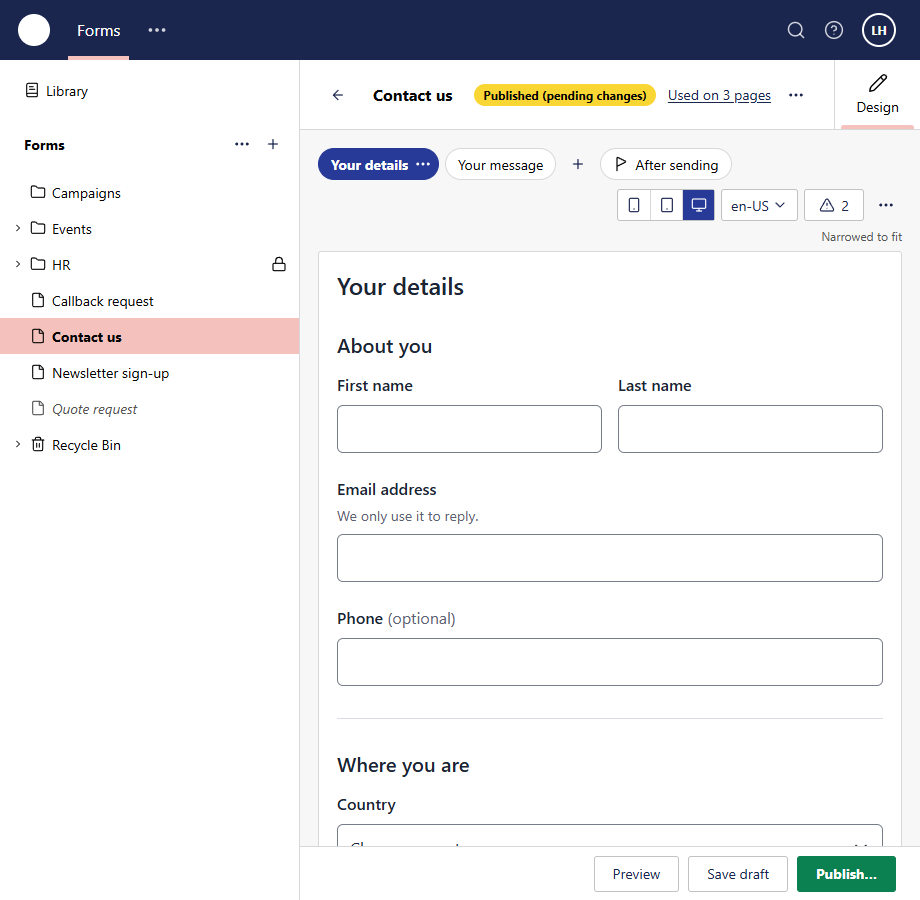 Forms
LH
Library
Contact us
Published (pending changes)
Used on 3 pages
Design
Forms
Your details
Your message
After sending
Campaigns
en-US
2
Events
Narrowed to fit
HR
Your details
Callback request
Contact us
About you
Newsletter sign-up
First name
Last name
Quote request
Recycle Bin
Email address
We only use it to reply.
Phone (optional)
Where you are
Country
Preview
Save draft
Publish...